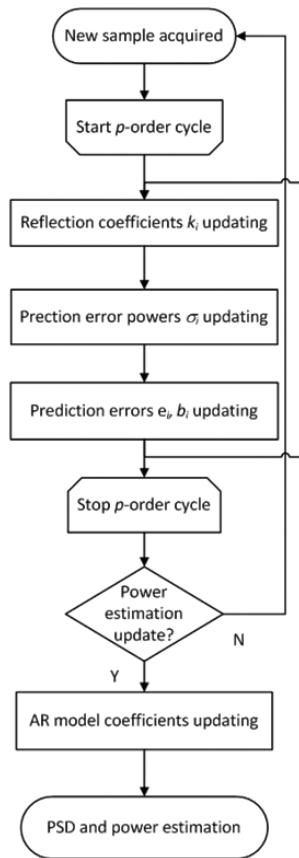 New sample acquired
Start p-order cycle
Reflection coefficients kᵢ updating
Prection error powers σᵢ updating
Prediction errors eᵢ, bᵢ updating
Stop p-order cycle
Power
estimation
update?
N
Y
AR model coefficients updating
PSD and power estimation